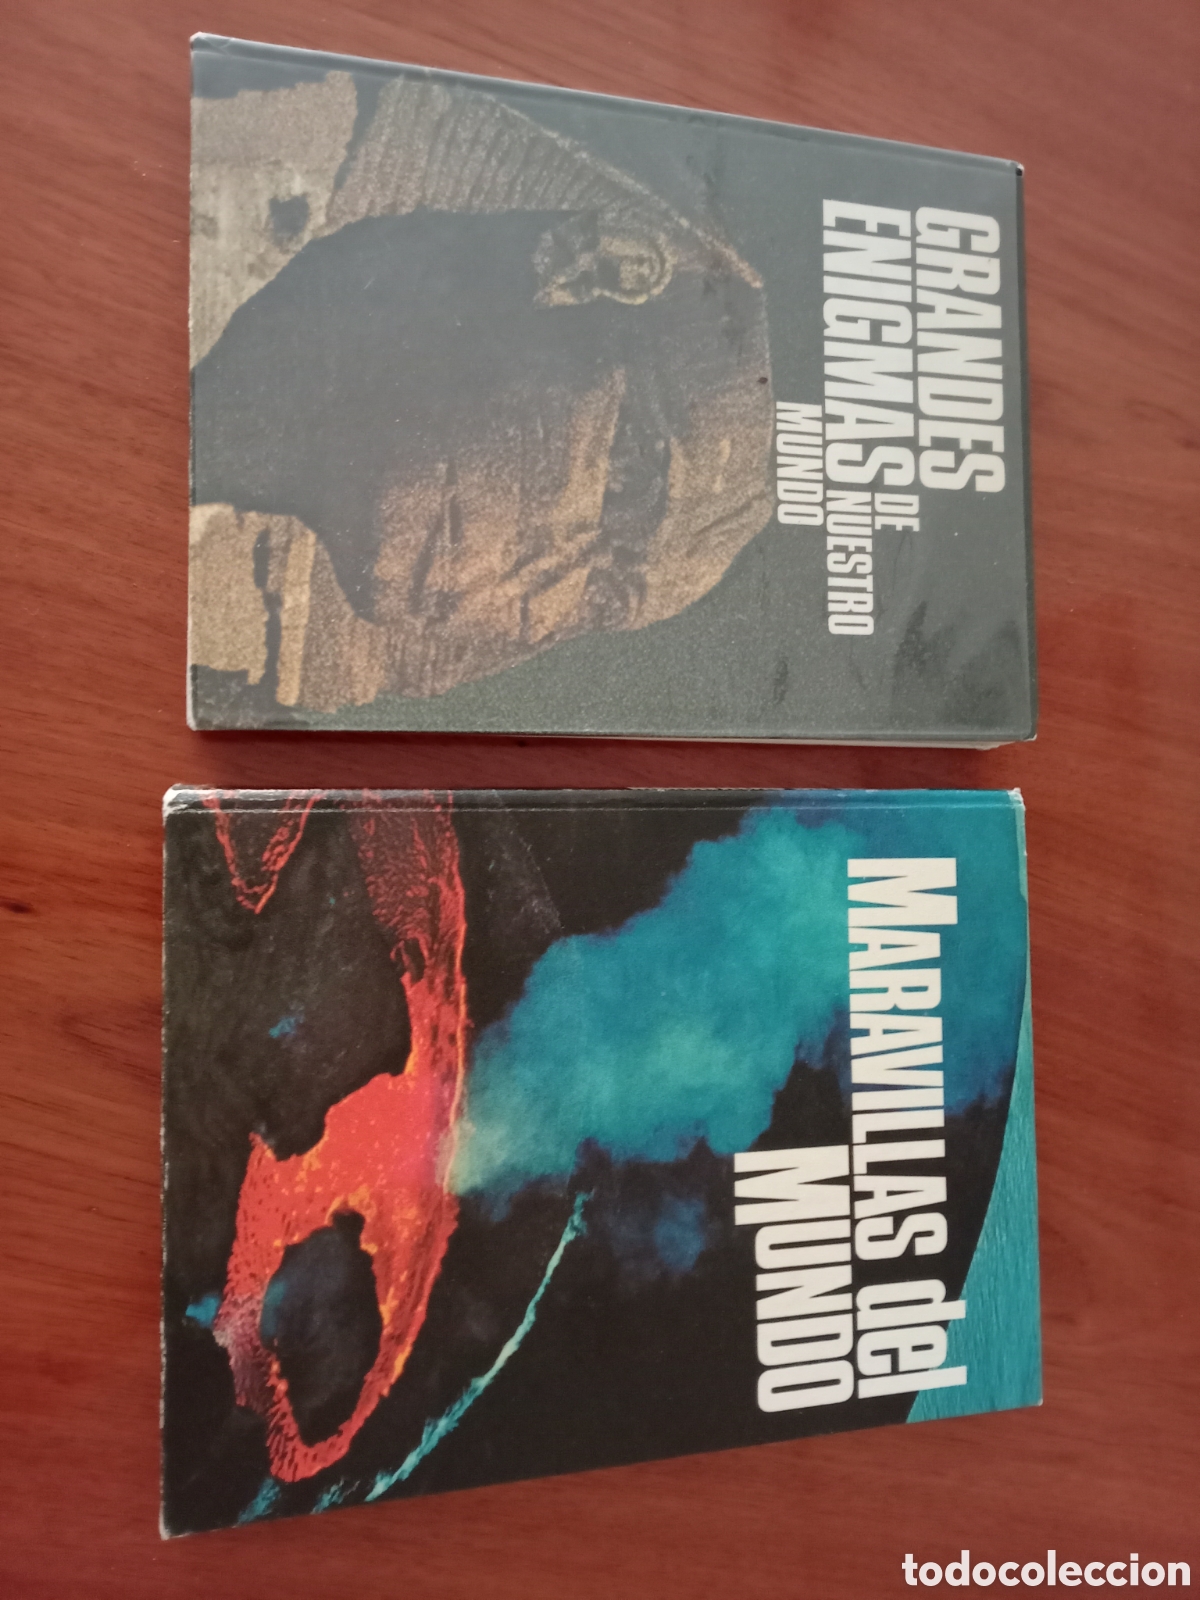 GRANDES
ENIGMAS DE
NUESTRO
MUNDO
MARAVILLAS del
MUNDO
todocoleccion